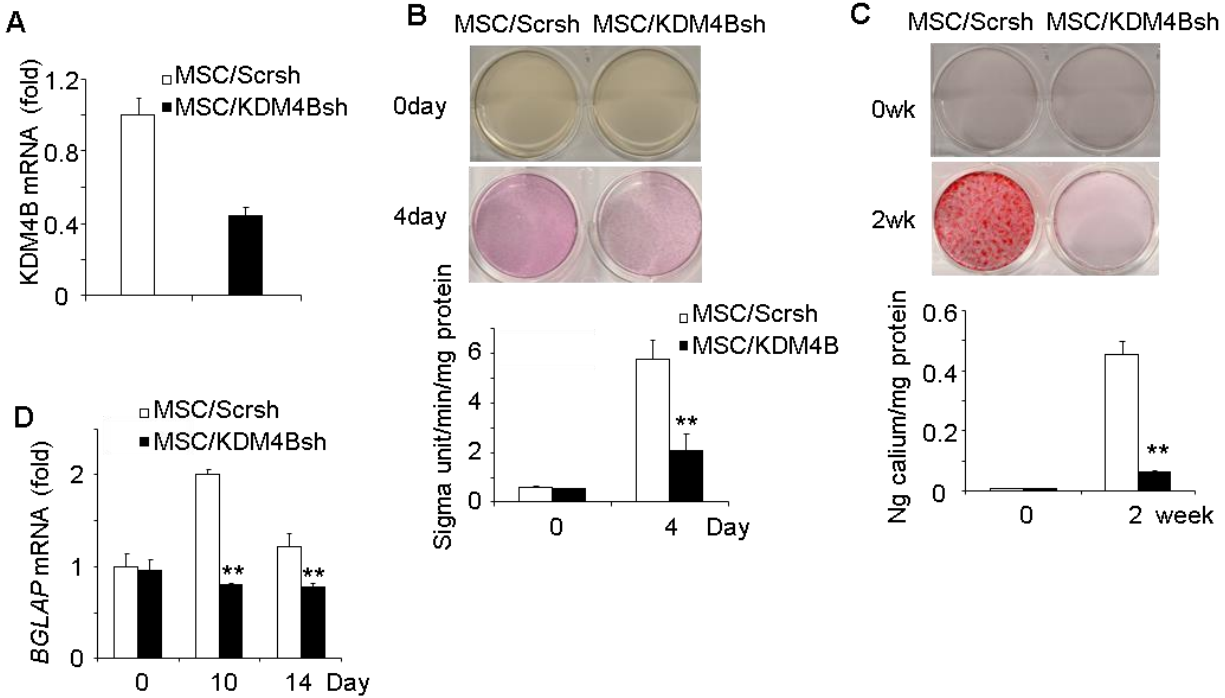 A
MSC/Scrsh
MSC/KDM4Bsh
KDM4B mRNA (fold)
1.2
0.8
0.4
0
B
MSC/Scrsh MSC/KDM4Bsh
0day
4day
MSC/Scrsh
MSC/KDM4B
Sigma unit/min/mg protein
6
4
2
0
**
0 4 Day
C
MSC/Scrsh MSC/KDM4Bsh
0wk
2wk
Ng calium/mg protein
0.6
0.4
0.2
0
**
0 2 week
D
MSC/Scrsh
MSC/KDM4Bsh
BGLAP mRNA (fold)
2
1
0
** **
0 10 14 Day